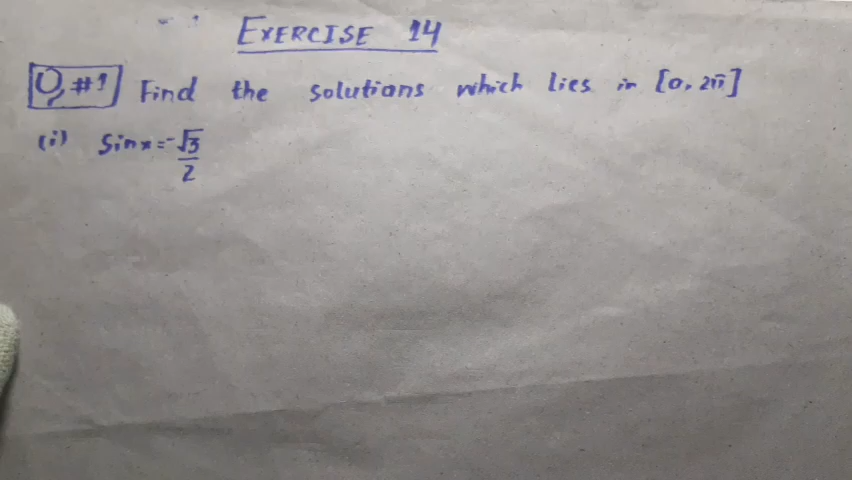 EXERCISE 14
Q#1 Find the solutions which lies in [0, 2π]
(i) Sinx = -√3/2